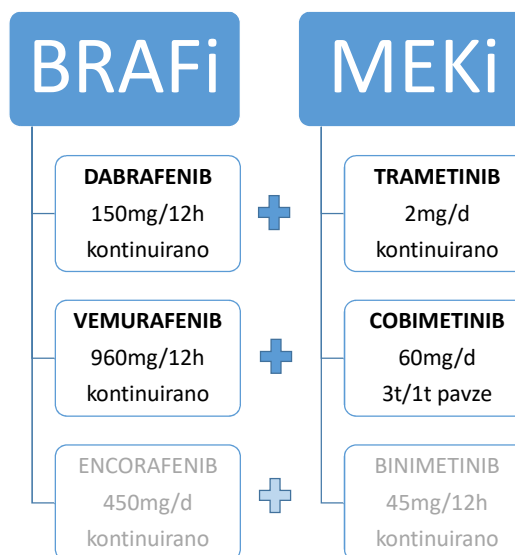 BRAFi
MEKi
DABRAFENIB
150mg/12h
kontinuirano
TRAMETINIB
2mg/d
kontinuirano
VEMURAFENIB
960mg/12h
kontinuirano
COBIMETINIB
60mg/d
3t/1t pavze
ENCORAFENIB
450mg/d
kontinuirano
BINIMETINIB
45mg/12h
kontinuirano